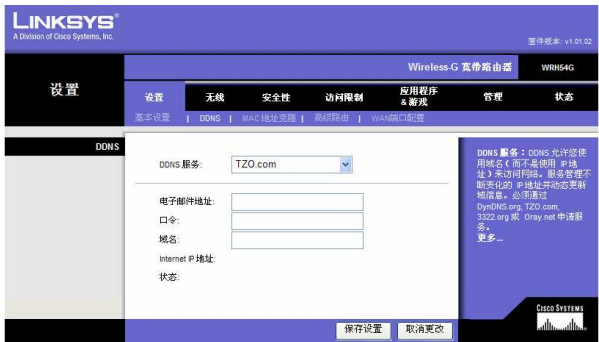 LINKSYS®
A Division of Cisco Systems, Inc.
固件版本: v1.01.02
Wireless-G 宽带路由器 WRH54G
设置
设置 无线 安全性 访问限制 应用程序 & 游戏 管理 状态
基本设置 | DDNS | MAC 地址克隆 | 高级路由 | WAN端口配置
DDNS
DDNS 服务: TZO.com
电子邮件地址:
口令:
域名:
Internet IP 地址:
状态:
DDNS 服务：DDNS 允许您使
用域名 ( 而不是使用 IP 地
址 ) 来访问网络。服务管理不
断变化的 IP 地址并动态更新
域信息。必须通过
DynDNS.org, TZO.com,
3322.org 或 Oray.net 申请服
务。
更多...
保存设置 取消更改
CISCO SYSTEMS